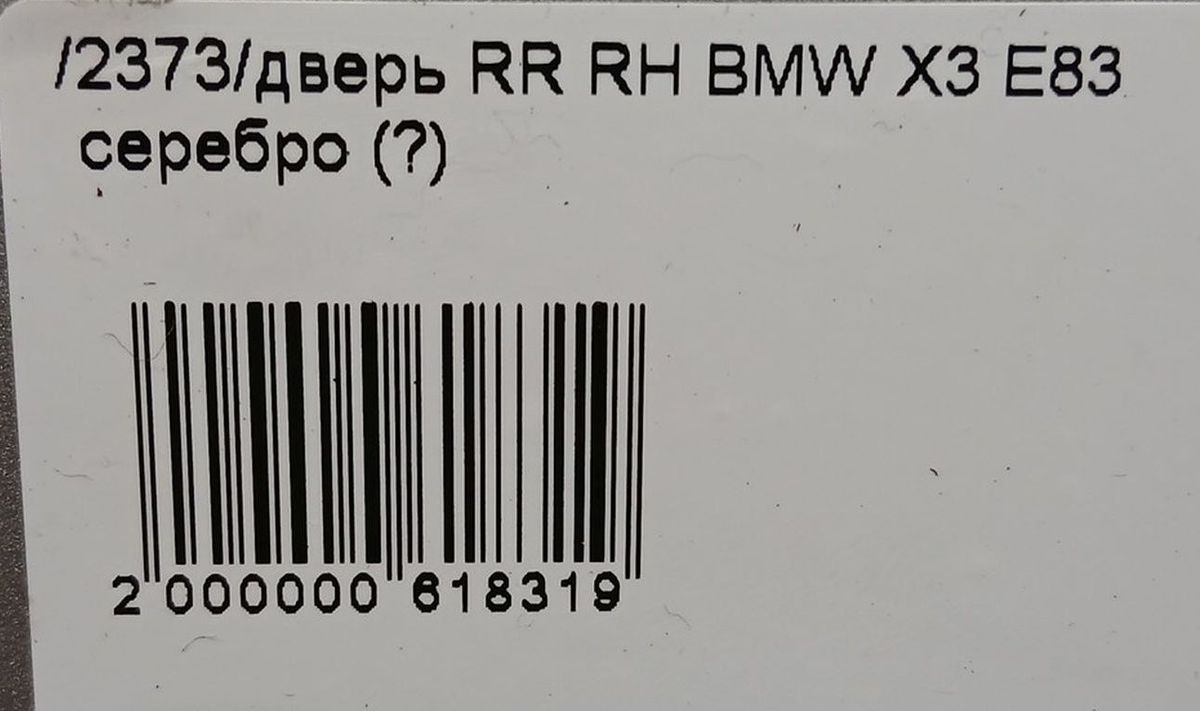 /2373/дверь RR RH BMW X3 E83
серебро (?)
2 000000 618319